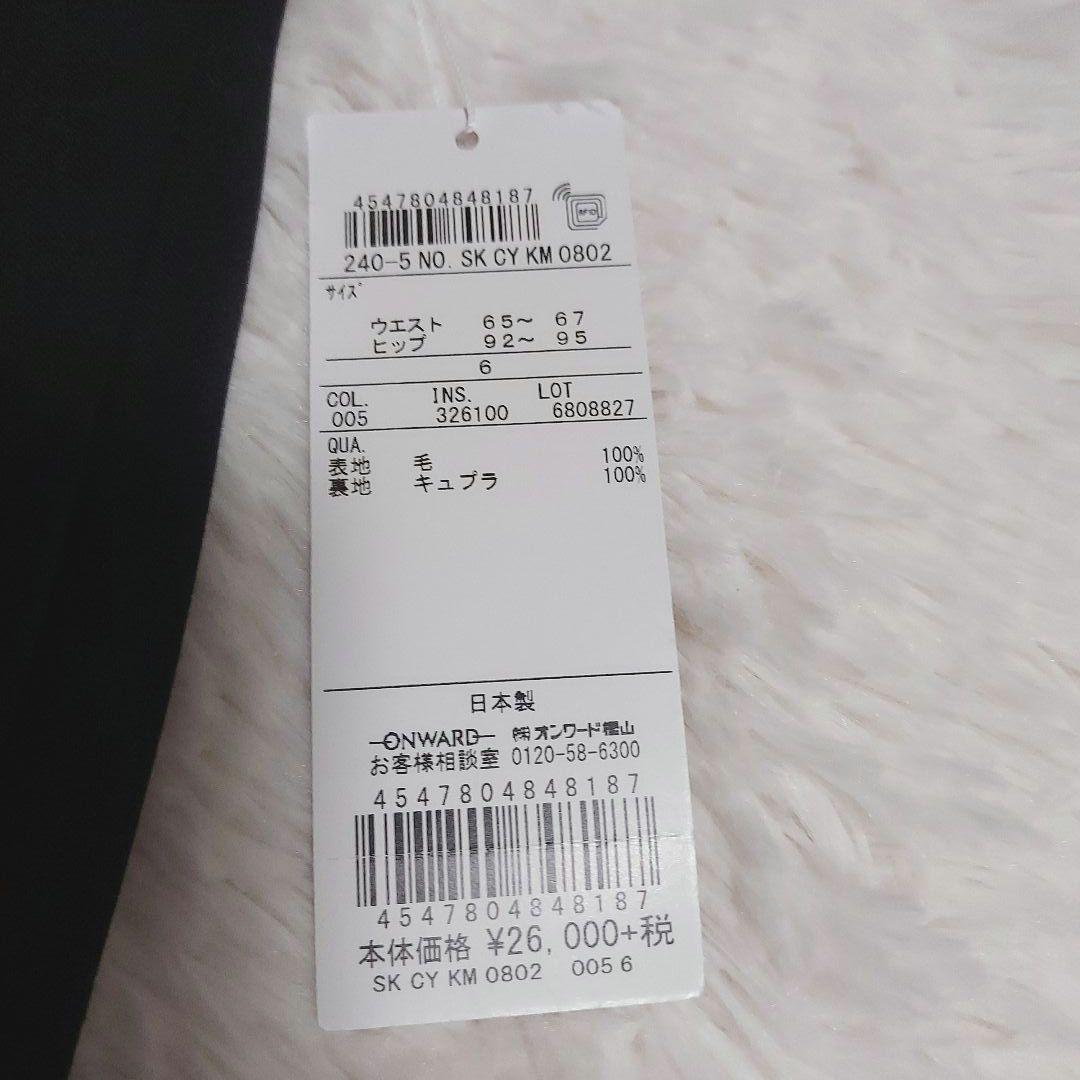 4547804848187
RFID
240-5 NO. SK CY KM 0802
サイズ
ウエスト 65〜 67
ヒップ 92〜 95
6
COL. INS. LOT
005 326100 6808827
QUA.
表地 毛 100%
裏地 キュプラ 100%
日本製
ONWARD ㈱オンワード樫山
お客様相談室 0120-58-6300
4547804848187
4547804848187
本体価格 ¥26,000+税
SK CY KM 0802 005 6